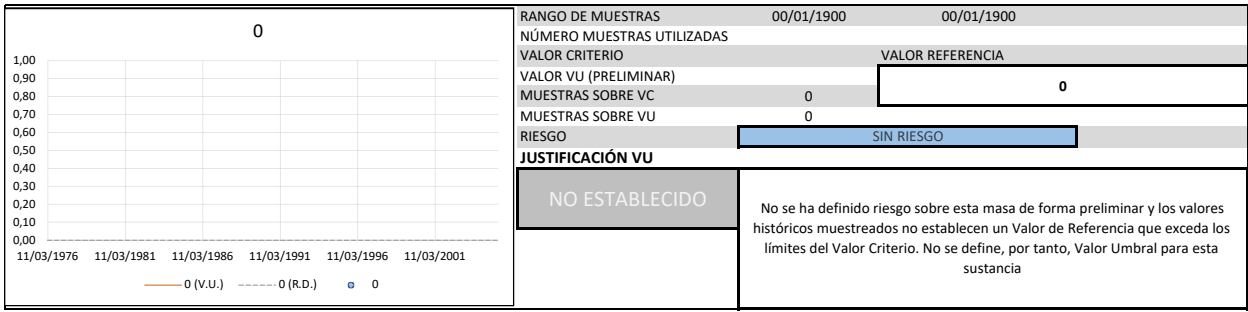 0
1,00
0,90
0,80
0,70
0,60
0,50
0,40
0,30
0,20
0,10
0,00
11/03/1976 11/03/1981 11/03/1986 11/03/1991 11/03/1996 11/03/2001
0 (V.U.) 0 (R.D.) 0
RANGO DE MUESTRAS 00/01/1900 00/01/1900
NÚMERO MUESTRAS UTILIZADAS
VALOR CRITERIO VALOR REFERENCIA
VALOR VU (PRELIMINAR) 0
MUESTRAS SOBRE VC 0
MUESTRAS SOBRE VU 0
RIESGO SIN RIESGO
JUSTIFICACIÓN VU
NO ESTABLECIDO
No se ha definido riesgo sobre esta masa de forma preliminar y los valores
históricos muestreados no establecen un Valor de Referencia que exceda los
límites del Valor Criterio. No se define, por tanto, Valor Umbral para esta
sustancia